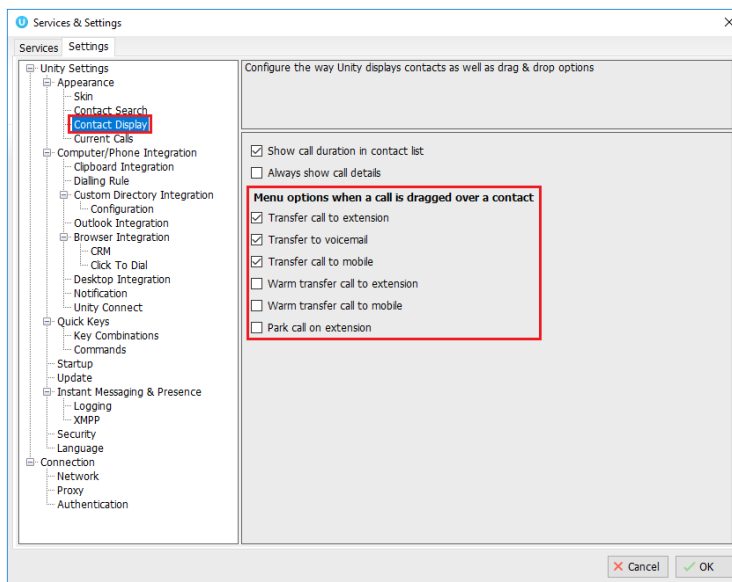 Services & Settings
Services Settings
Unity Settings
Appearance
Skin
Contact Search
Contact Display
Current Calls
Computer/Phone Integration
Clipboard Integration
Dialling Rule
Custom Directory Integration
Configuration
Outlook Integration
Browser Integration
CRM
Click To Dial
Desktop Integration
Notification
Unity Connect
Quick Keys
Key Combinations
Commands
Startup
Update
Instant Messaging & Presence
Logging
XMPP
Security
Language
Connection
Network
Proxy
Authentication
Configure the way Unity displays contacts as well as drag & drop options
Show call duration in contact list
Always show call details
Menu options when a call is dragged over a contact
Transfer call to extension
Transfer to voicemail
Transfer call to mobile
Warm transfer call to extension
Warm transfer call to mobile
Park call on extension
Cancel OK